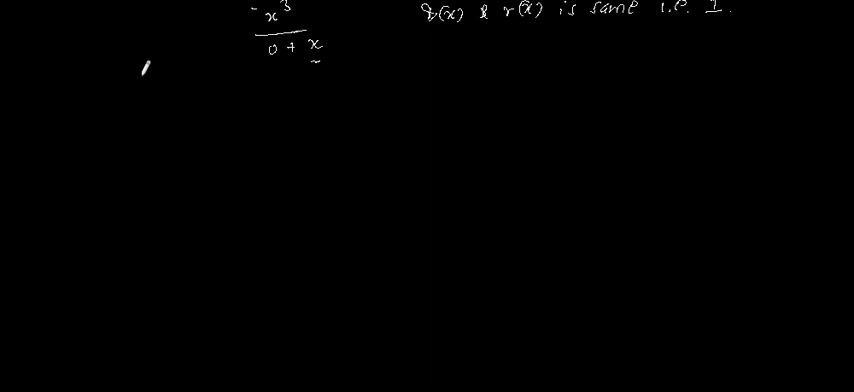 - x³
q(x) & r(x) is same i.e. 1.
0 + x